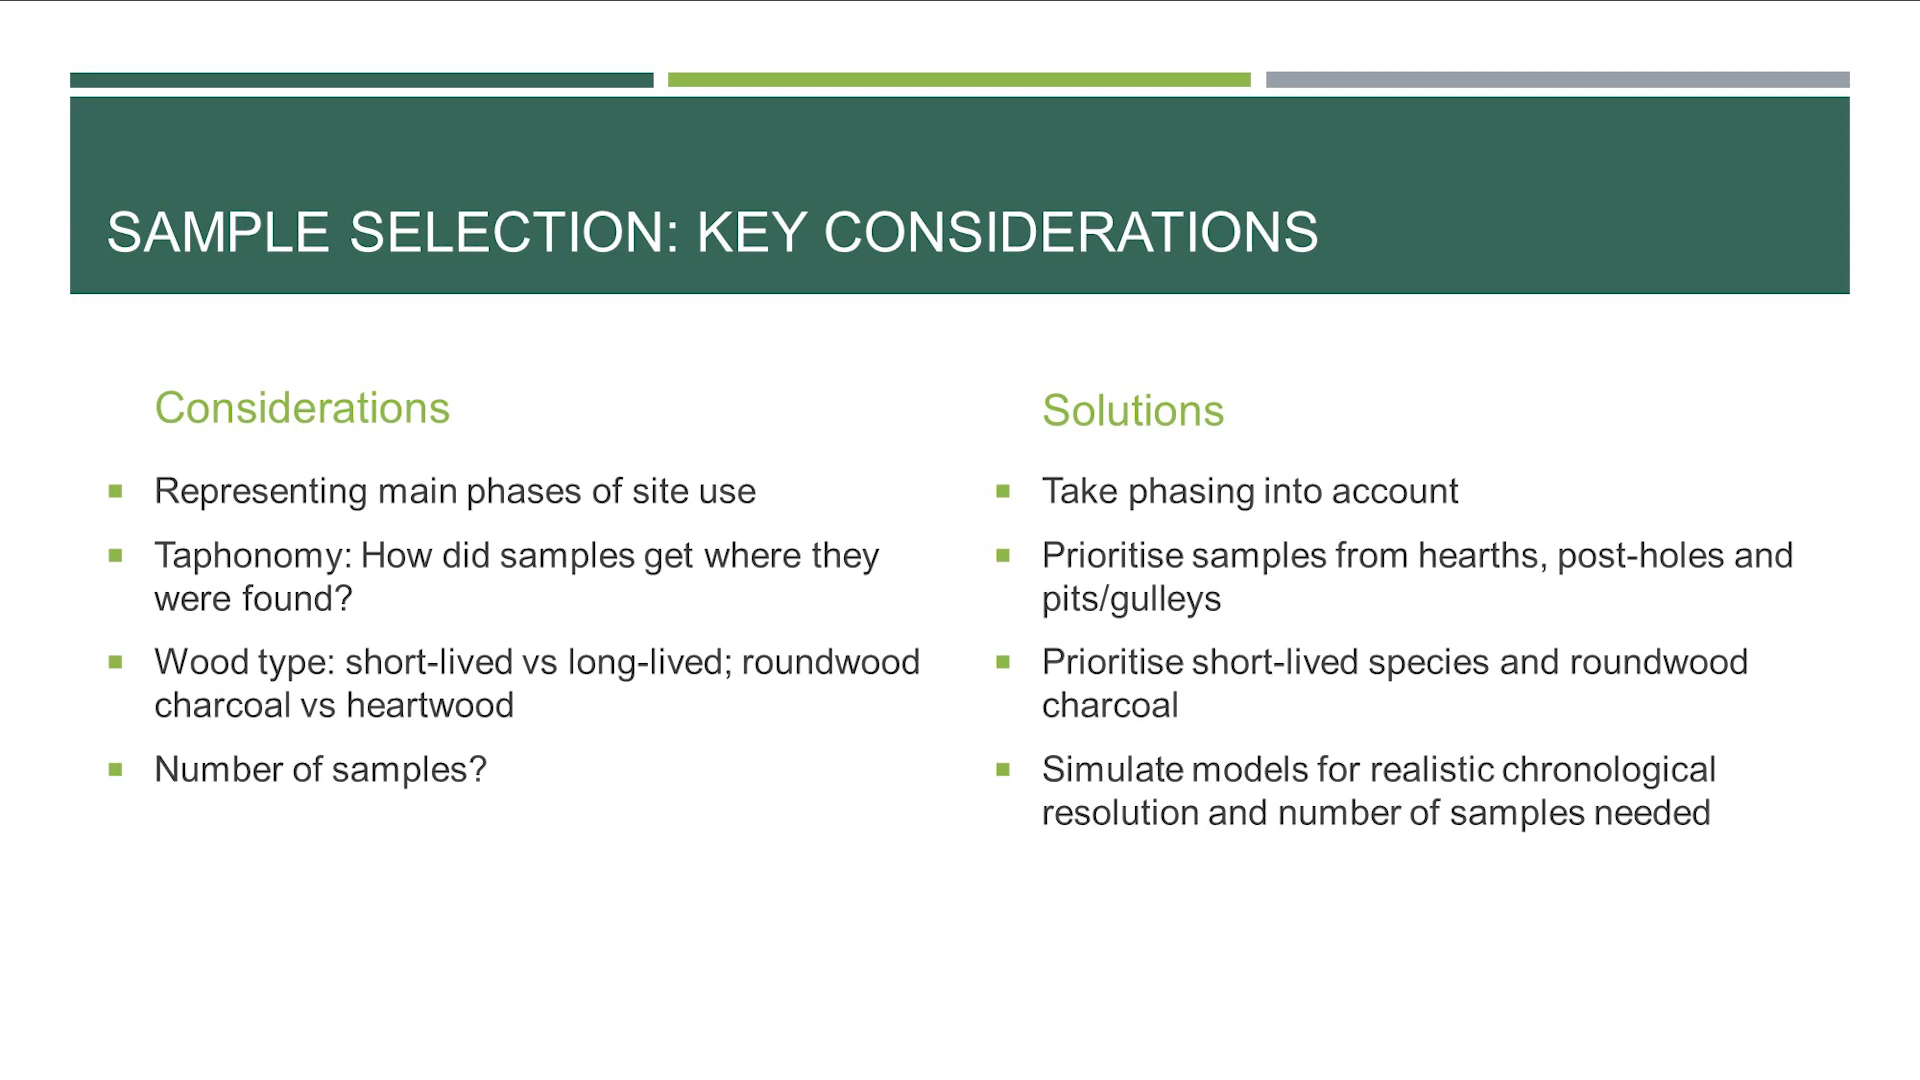 SAMPLE SELECTION: KEY CONSIDERATIONS
Considerations
Representing main phases of site use
Taphonomy: How did samples get where they
were found?
Wood type: short-lived vs long-lived; roundwood
charcoal vs heartwood
Number of samples?
Solutions
Take phasing into account
Prioritise samples from hearths, post-holes and
pits/gulleys
Prioritise short-lived species and roundwood
charcoal
Simulate models for realistic chronological
resolution and number of samples needed